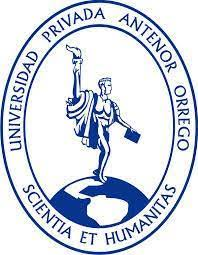 UNIVERSIDAD PRIVADA ANTENOR ORREGO
SCIENTIA ET HUMANITAS